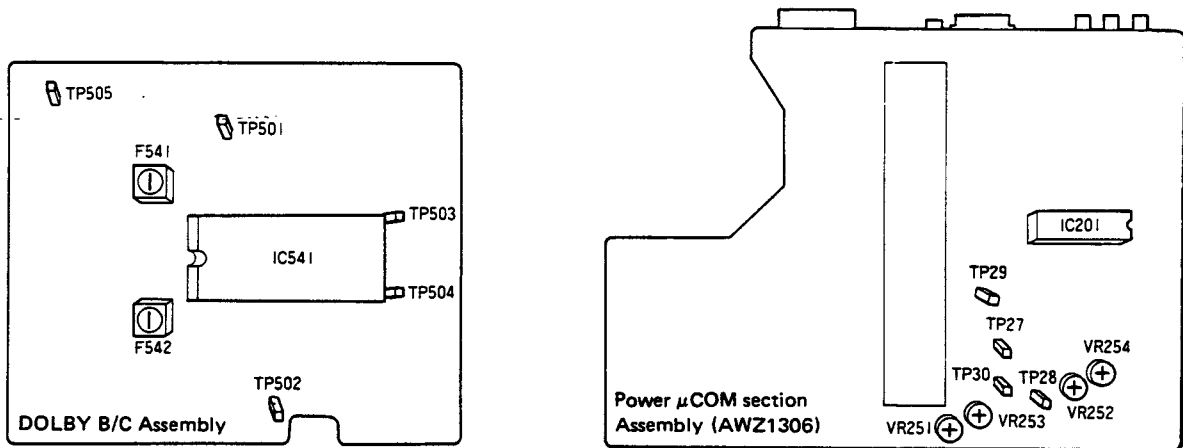 TP505
TP501
F541
TP503
IC541
TP504
F542
TP502
DOLBY B/C Assembly
IC201
TP29
TP27
VR254
TP30
TP28
VR252
VR253
VR251
Power μCOM section
Assembly (AWZ1306)